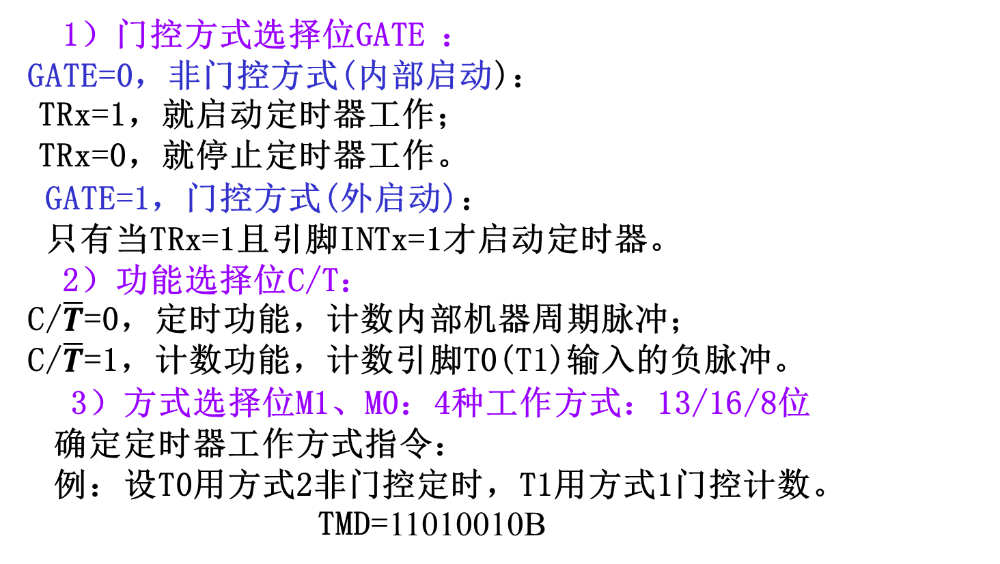 1）门控方式选择位GATE ：
GATE=0，非门控方式(内部启动)：
TRx=1，就启动定时器工作；
TRx=0，就停止定时器工作。
GATE=1，门控方式(外启动)：
只有当TRx=1且引脚INTx=1才启动定时器。
2）功能选择位C/T：
C/T̅=0，定时功能，计数内部机器周期脉冲；
C/T̅=1，计数功能，计数引脚T0(T1)输入的负脉冲。
3）方式选择位M1、M0：4种工作方式：13/16/8位
确定定时器工作方式指令：
例：设T0用方式2非门控定时，T1用方式1门控计数。
TMD=11010010B